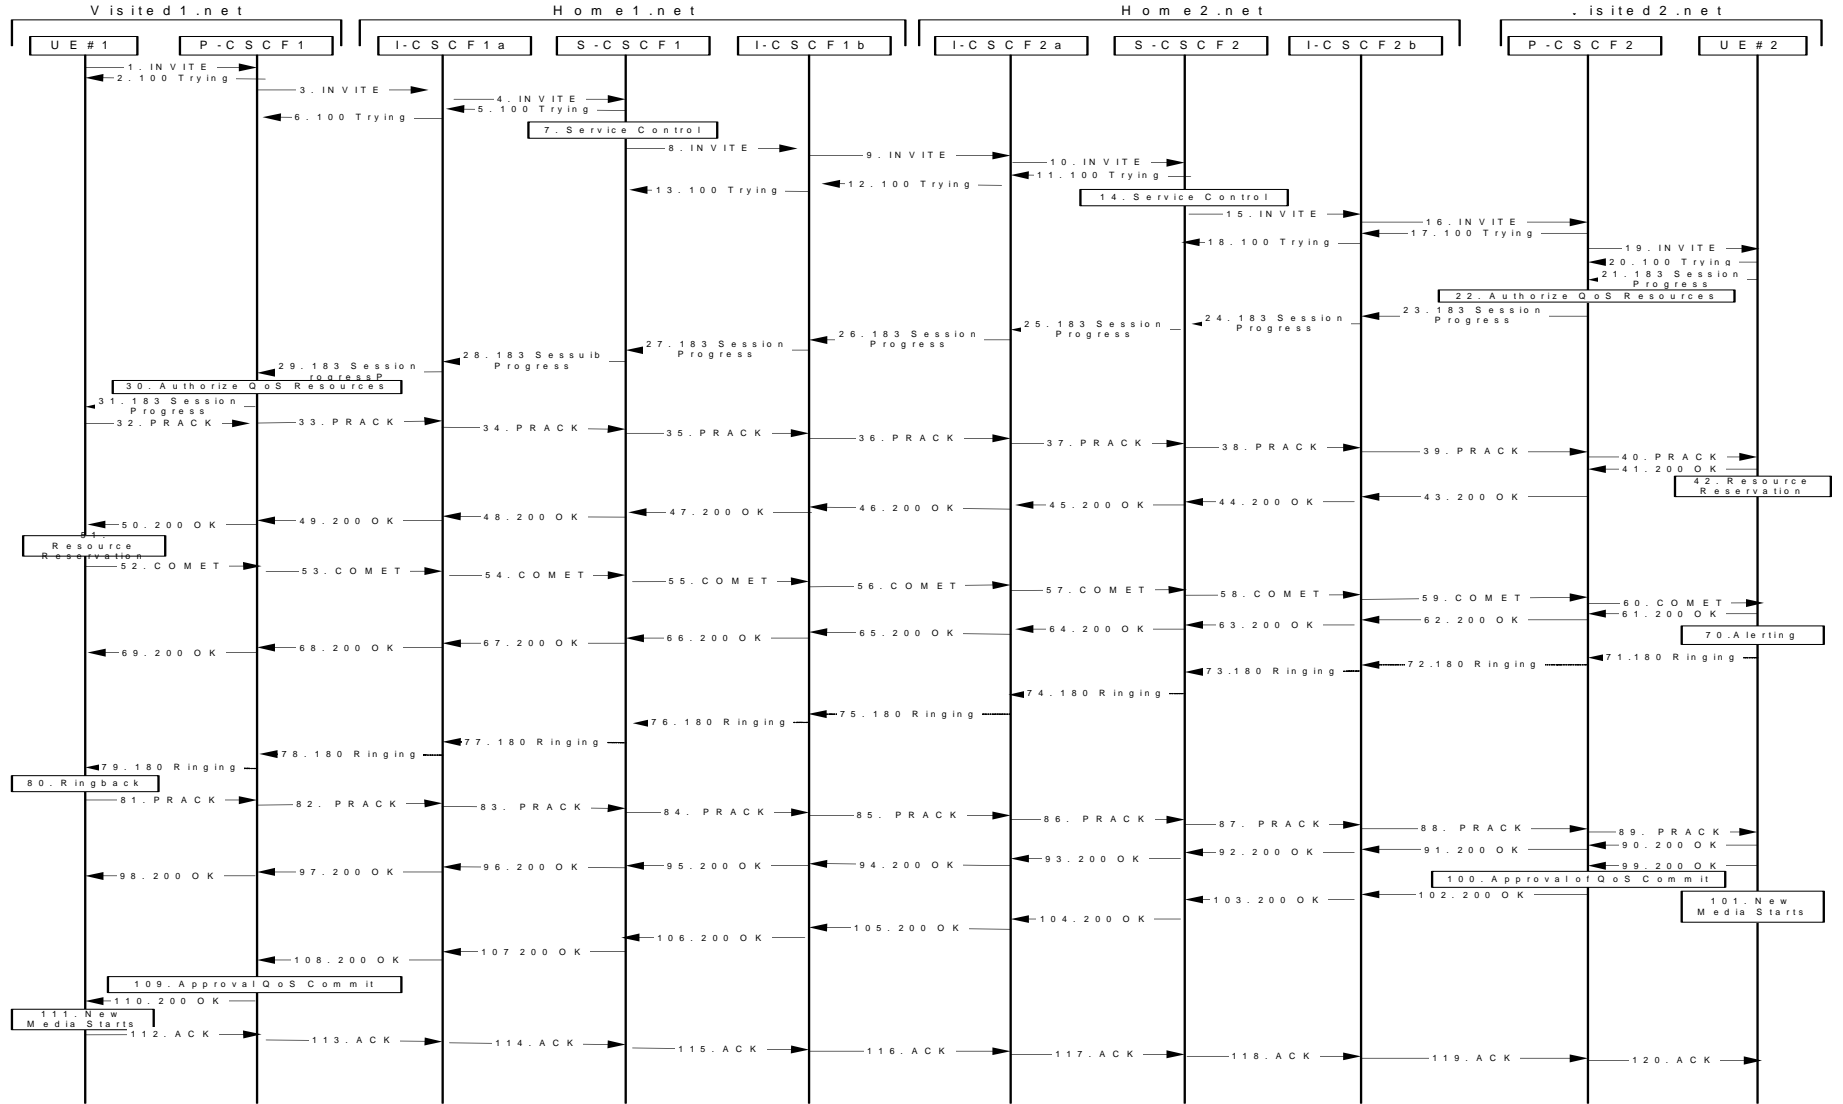 Visited1.net
Home1.net
Home2.net
.isited2.net
UE#1
P-CSCF1
I-CSCF1a
S-CSCF1
I-CSCF1b
I-CSCF2a
S-CSCF2
I-CSCF2b
P-CSCF2
UE#2
1.INVITE
2.100 Trying
3.INVITE
4.INVITE
5.100 Trying
6.100 Trying
7.Service Control
8.INVITE
9.INVITE
10.INVITE
11.100 Trying
12.100 Trying
13.100 Trying
14.Service Control
15.INVITE
16.INVITE
17.100 Trying
18.100 Trying
19.INVITE
20.100 Trying
21.183 Session
Progress
22.Authorize QoS Resources
23.183 Session
Progress
24.183 Session
Progress
25.183 Session
Progress
26.183 Session
Progress
27.183 Session
Progress
28.183 Sessuib
Progress
29.183 Session
rogressP
30.Authorize QoS Resources
31.183 Session
Progress
32.PRACK
33.PRACK
34.PRACK
35.PRACK
36.PRACK
37.PRACK
38.PRACK
39.PRACK
40.PRACK
41.200 OK
42.Resource
Reservation
43.200 OK
44.200 OK
45.200 OK
46.200 OK
47.200 OK
48.200 OK
49.200 OK
50.200 OK
51.
Resource
Reservation
52.COMET
53.COMET
54.COMET
55.COMET
56.COMET
57.COMET
58.COMET
59.COMET
60.COMET
61.200 OK
62.200 OK
63.200 OK
64.200 OK
65.200 OK
66.200 OK
67.200 OK
68.200 OK
69.200 OK
70.Alerting
71.180 Ringing
72.180 Ringing
73.180 Ringing
74.180 Ringing
75.180 Ringing
76.180 Ringing
77.180 Ringing
78.180 Ringing
79.180 Ringing
80.Ringback
81.PRACK
82. PRACK
83. PRACK
84. PRACK
85. PRACK
86. PRACK
87. PRACK
88. PRACK
89. PRACK
90.200 OK
91.200 OK
92.200 OK
93.200 OK
94.200 OK
95.200 OK
96.200 OK
97.200 OK
98.200 OK
99.200 OK
100.ApprovalofQoS Commit
101.New
Media Starts
102.200 OK
103.200 OK
104.200 OK
105.200 OK
106.200 OK
107 200 OK
108.200 OK
109.ApprovalQoS Commit
110.200 OK
111.New
Media Starts
112.ACK
113.ACK
114.ACK
115.ACK
116.ACK
117.ACK
118.ACK
119.ACK
120.ACK